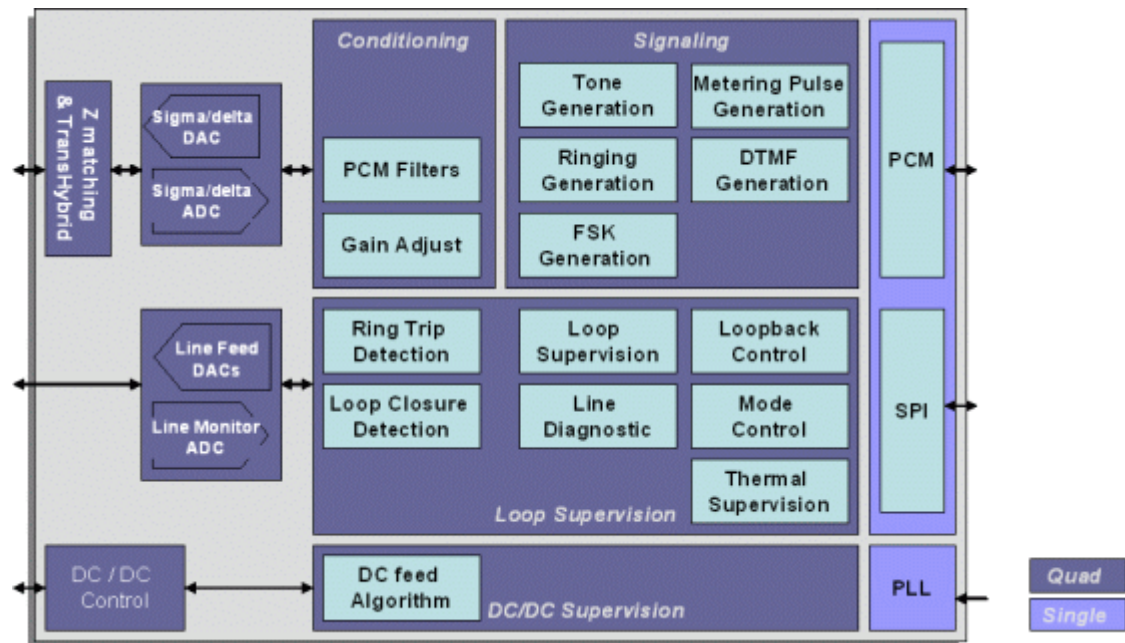 Conditioning
Signaling
Z matching
& TransHybrid
Sigma/delta
DAC
Sigma/delta
ADC
PCM Filters
Gain Adjust
Tone
Generation
Metering Pulse
Generation
Ringing
Generation
DTMF
Generation
FSK
Generation
PCM
Line Feed
DACs
Line Monitor
ADC
Ring Trip
Detection
Loop
Supervision
Loopback
Control
Loop Closure
Detection
Line
Diagnostic
Mode
Control
Thermal
Supervision
Loop Supervision
SPI
DC / DC
Control
DC feed
Algorithm
DC/DC Supervision
PLL
Quad
Single